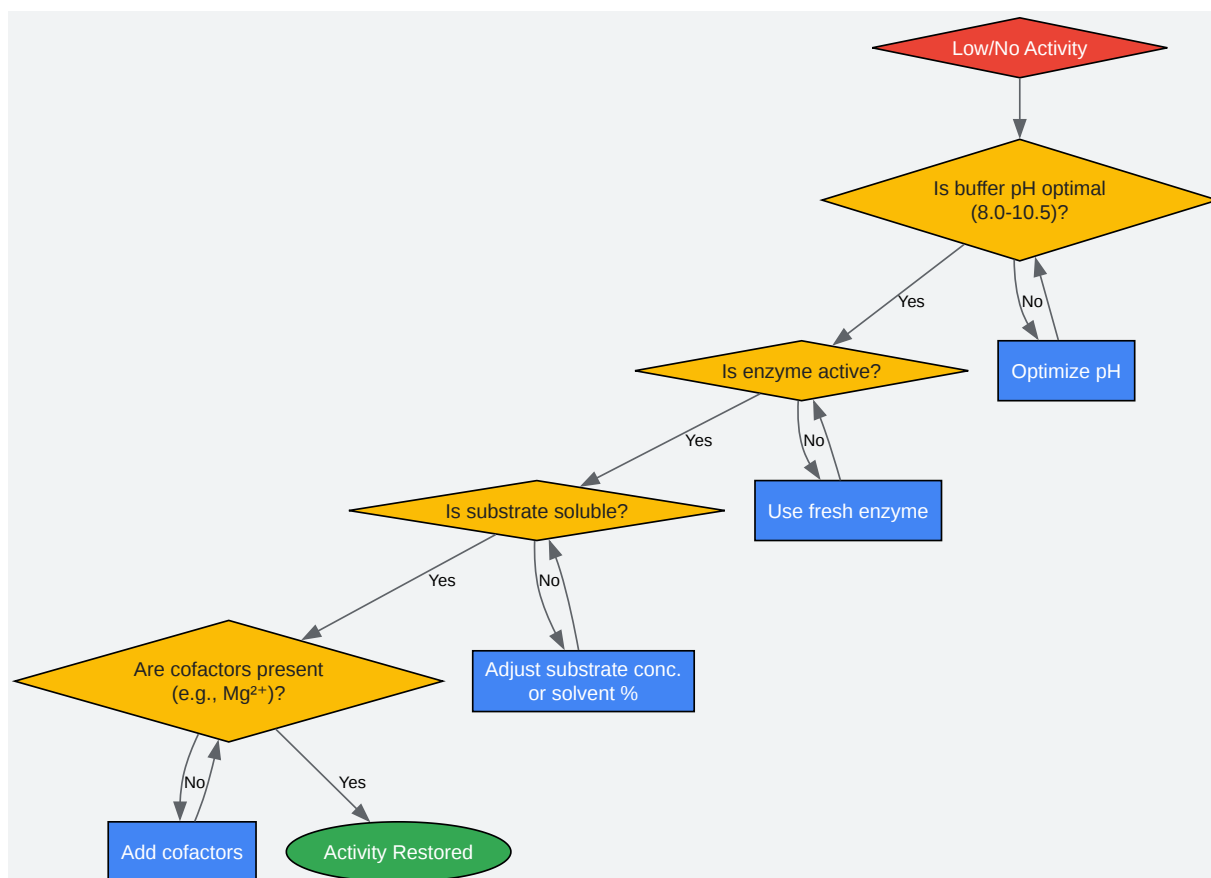 Low/No Activity
Is buffer pH optimal
(8.0-10.5)?
Yes
No
Optimize pH
Is enzyme active?
Yes
No
Use fresh enzyme
Is substrate soluble?
Yes
No
Adjust substrate conc.
or solvent %
Are cofactors present
(e.g., Mg²⁺)?
No
Yes
Add cofactors
Activity Restored